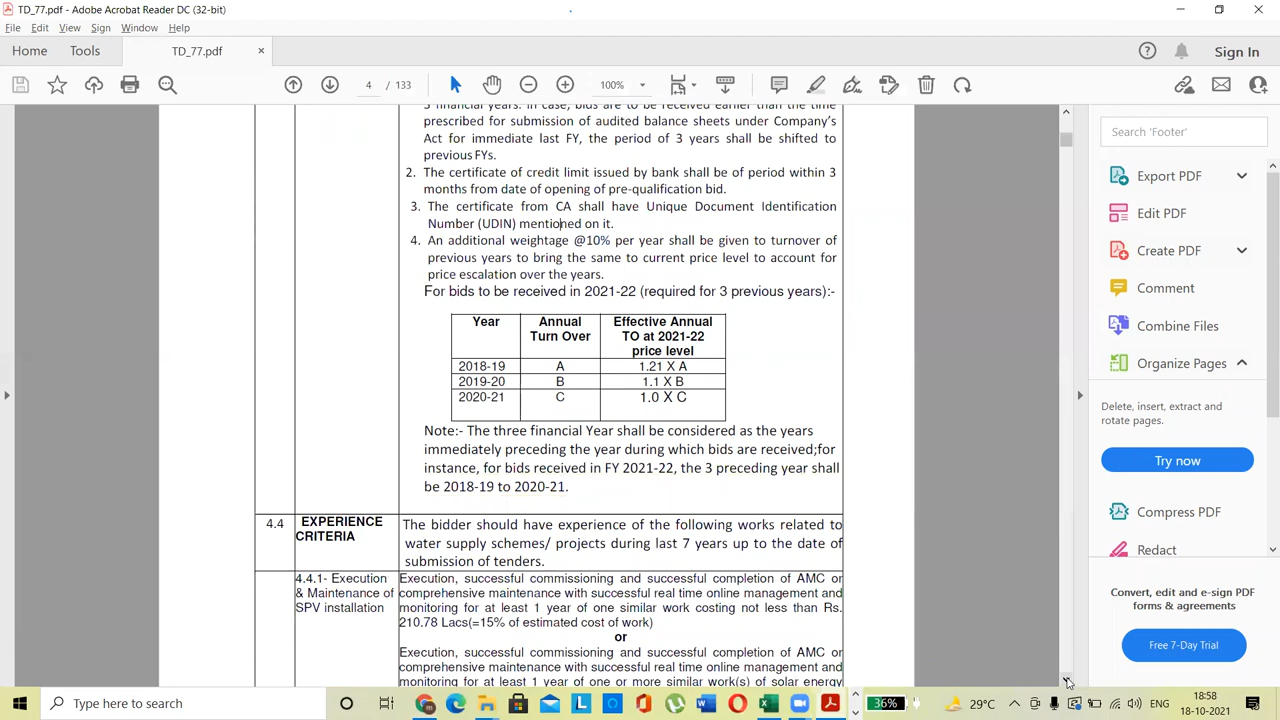 TD_77.pdf - Adobe Acrobat Reader DC (32-bit)
File Edit View Sign Window Help
Home Tools TD_77.pdf × Sign In
4 / 133 100%
3 financial years. In case, bids are to be received earlier than the time
prescribed for submission of audited balance sheets under Company's
Act for immediate last FY, the period of 3 years shall be shifted to
previous FYs.
2. The certificate of credit limit issued by bank shall be of period within 3
months from date of opening of pre-qualification bid.
3. The certificate from CA shall have Unique Document Identification
Number (UDIN) mentioned on it.
4. An additional weightage @10% per year shall be given to turnover of
previous years to bring the same to current price level to account for
price escalation over the years.
For bids to be received in 2021-22 (required for 3 previous years):-
Year Annual Effective Annual
Turn Over TO at 2021-22
price level
2018-19 A 1.21 X A
2019-20 B 1.1 X B
2020-21 C 1.0 X C
Note:- The three financial Year shall be considered as the years
immediately preceding the year during which bids are received;for
instance, for bids received in FY 2021-22, the 3 preceding year shall
be 2018-19 to 2020-21.
4.4 EXPERIENCE The bidder should have experience of the following works related to
CRITERIA water supply schemes/ projects during last 7 years up to the date of
submission of tenders.
4.4.1- Execution Execution, successful commissioning and successful completion of AMC or
& Maintenance of comprehensive maintenance with successful real time online management and
SPV installation monitoring for at least 1 year of one similar work costing not less than Rs.
210.78 Lacs(=15% of estimated cost of work)
or
Execution, successful commissioning and successful completion of AMC or
comprehensive maintenance with successful real time online management and
monitoring for at least 1 year of one or more similar work(s) of solar energy
Search 'Footer'
Export PDF
Edit PDF
Create PDF
Comment
Combine Files
Organize Pages
Delete, insert, extract and
rotate pages.
Try now
Compress PDF
Redact
Convert, edit and e-sign PDF
forms & agreements
Free 7-Day Trial
Type here to search
36% 29°C ENG 18:58
18-10-2021